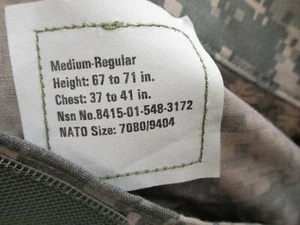 Medium-Regular
Height: 67 to 71 in.
Chest: 37 to 41 in.
Nsn No.8415-01-548-3172
NATO Size: 7080/9404